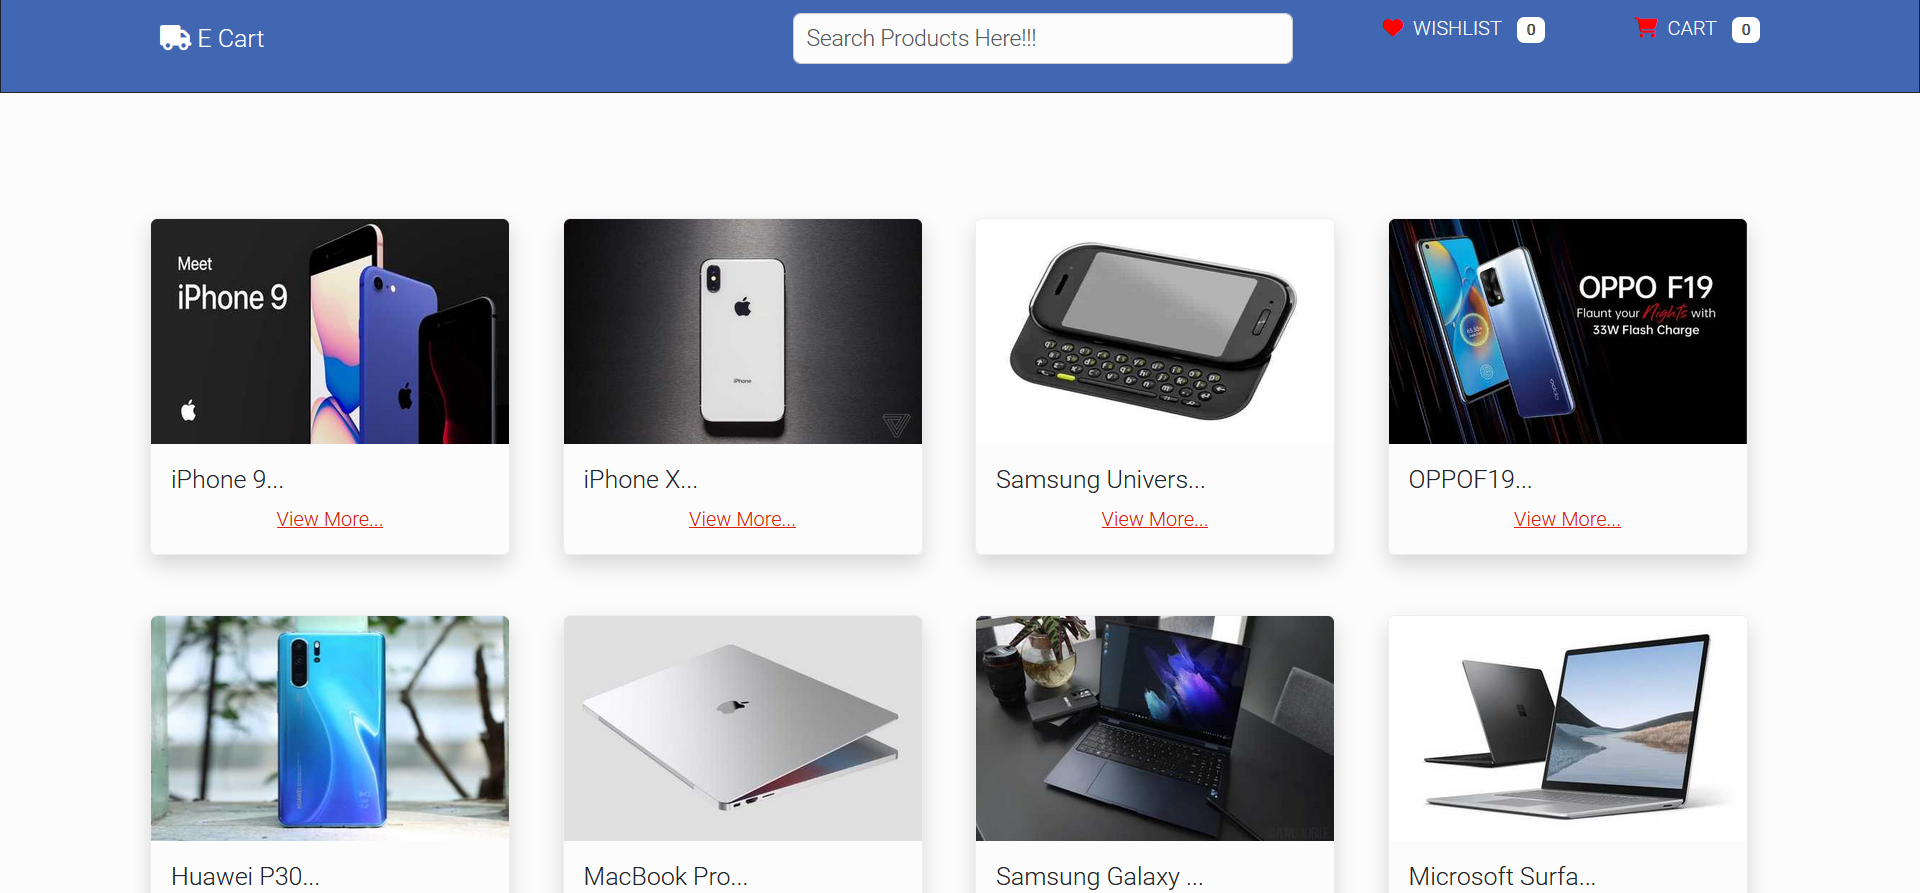 E Cart
Search Products Here!!!
WISHLIST 0
CART 0
Meet
iPhone 9
iPhone
OPPO F19
Flaunt your Nights with
33W Flash Charge
iPhone 9...
iPhone X...
Samsung Univers...
OPPOF19...
View More...
View More...
View More...
View More...
Huawei P30...
MacBook Pro...
Samsung Galaxy ...
Microsoft Surfa...